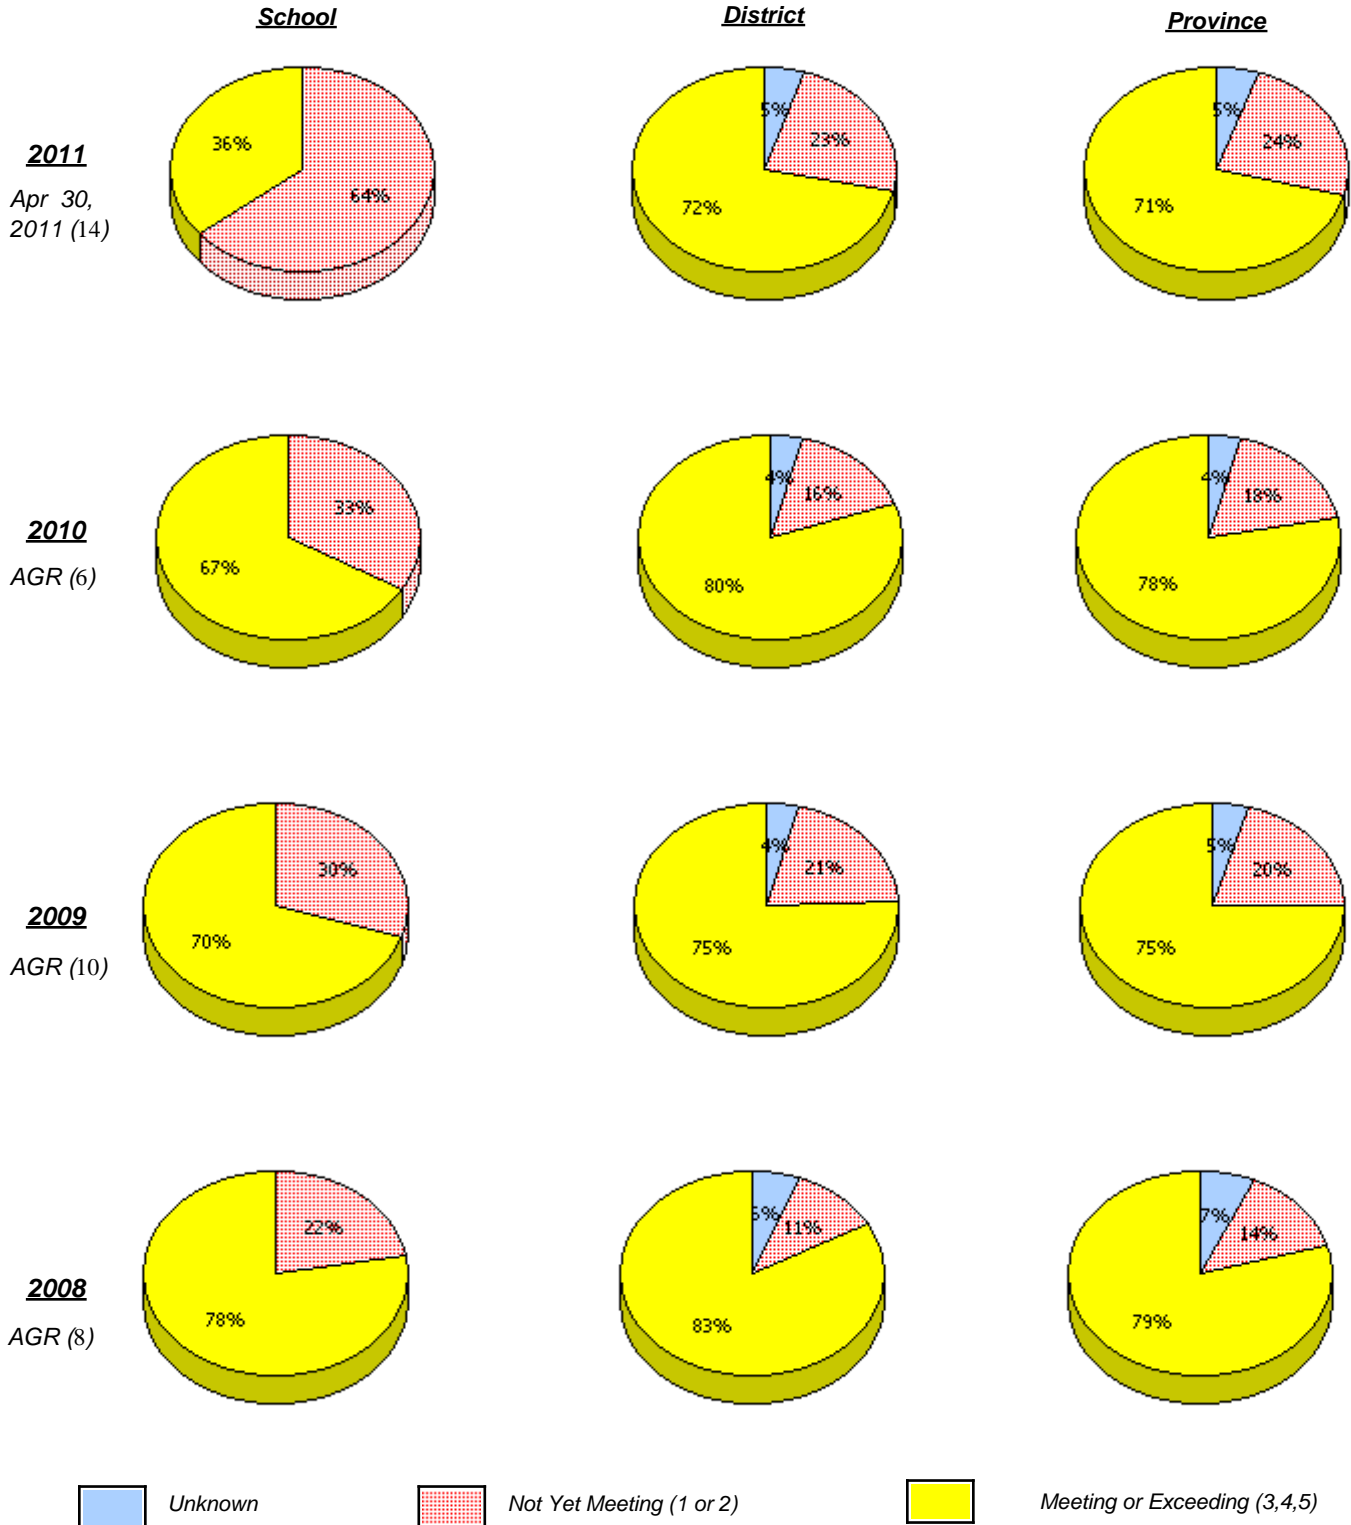 School District Province
36% 64% 5% 23% 72% 5% 24% 71%
2011
Apr 30,
2011 (14)
33% 67% 4% 16% 80% 4% 18% 78%
2010
AGR (6)
30% 70% 4% 21% 75% 5% 20% 75%
2009
AGR (10)
22% 78% 11% 83% 7% 14% 79%
2008
AGR (8)
Unknown Not Yet Meeting (1 or 2) Meeting or Exceeding (3,4,5)